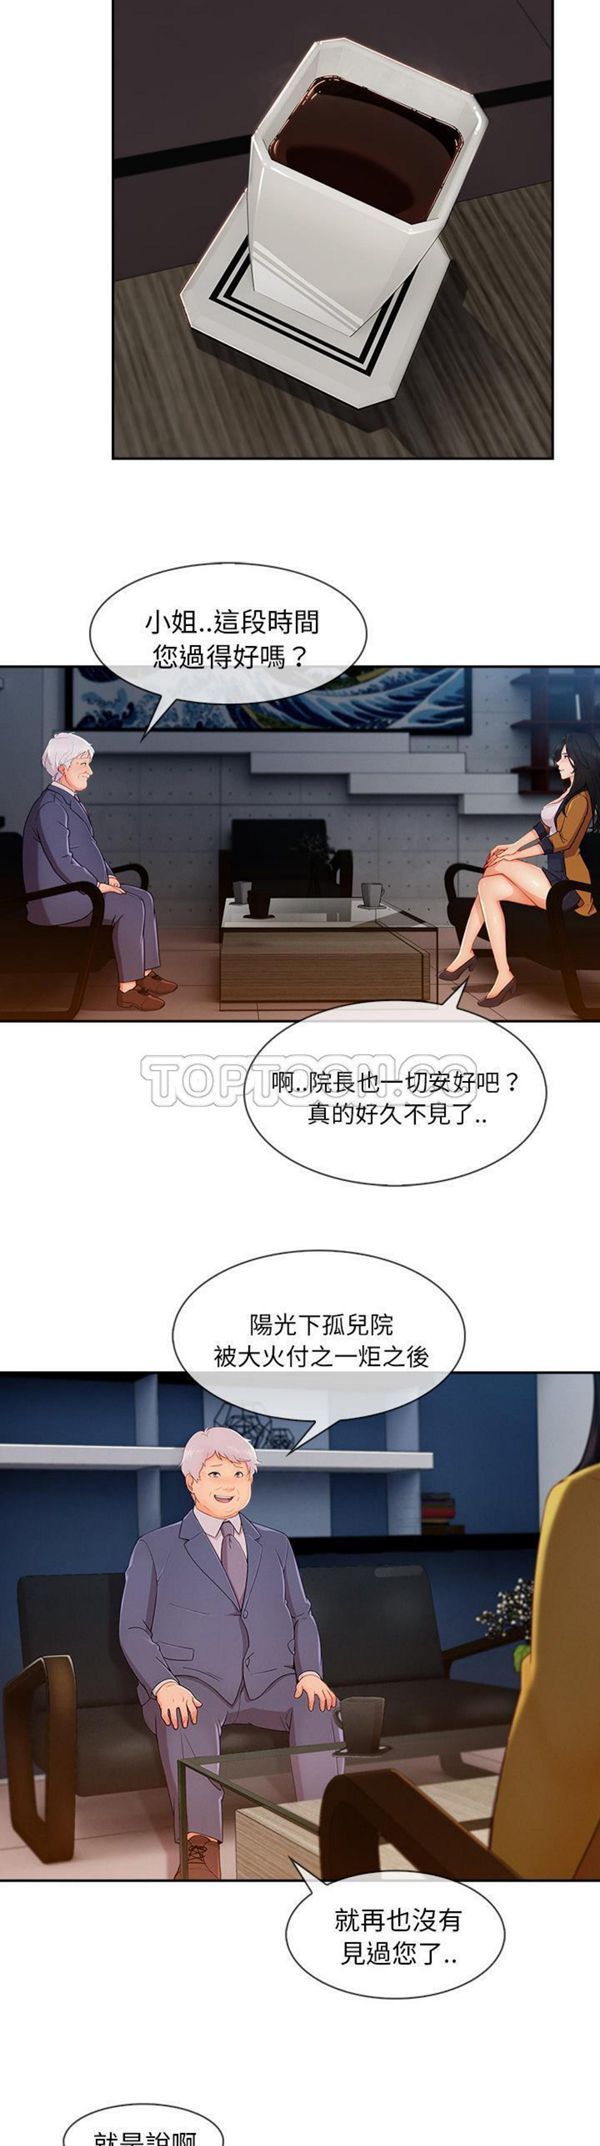 小姐..這段時間
您過得好嗎？
TOPTOON.CC
啊..院長也一切安好吧？
真的好久不見了..
陽光下孤兒院
被大火付之一炬之後
就再也沒有
見過您了..
就是說啊